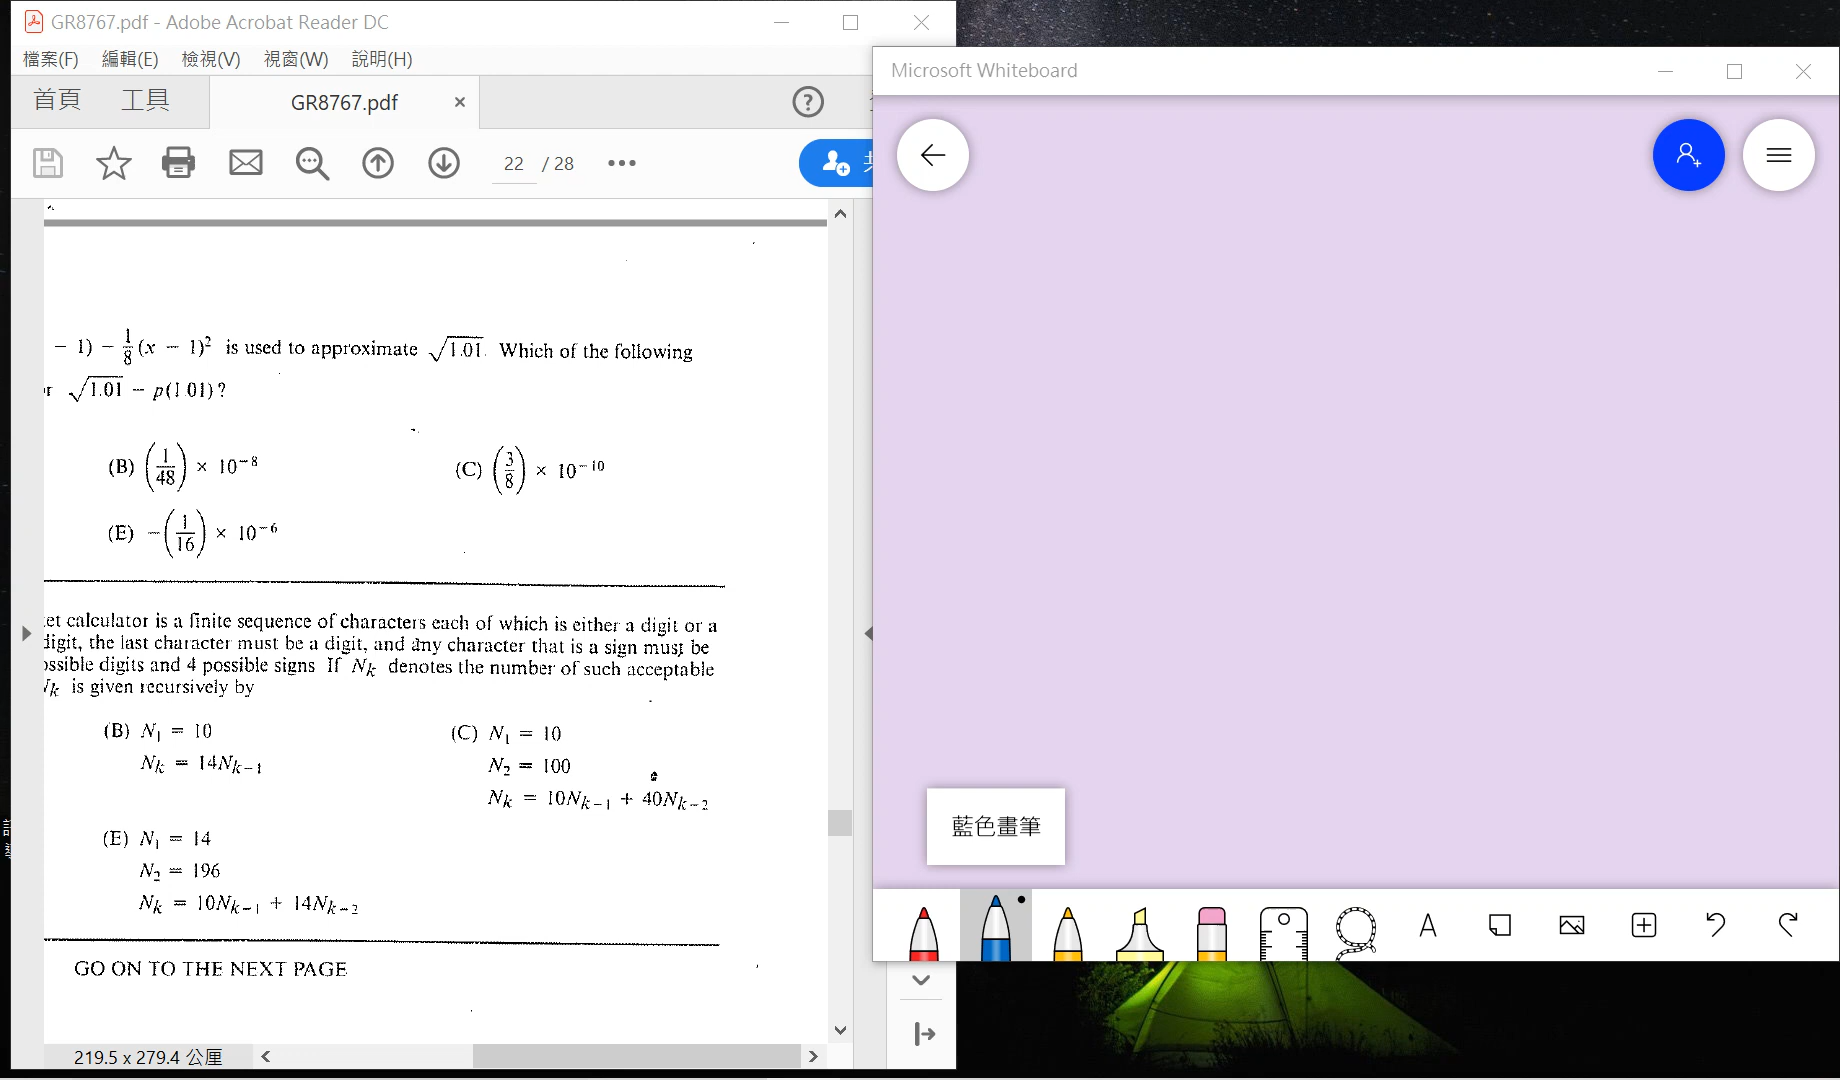 GR8767.pdf - Adobe Acrobat Reader DC
檔案(F) 編輯(E) 檢視(V) 視窗(W) 說明(H)
首頁 工具 GR8767.pdf
22 / 28
- 1) - 1/8 (x - 1)² is used to approximate √1.01. Which of the following
√1.01 - p(1.01)?
(B) (1/48) × 10⁻⁸ (C) (3/8) × 10⁻¹⁰
(E) -(1/16) × 10⁻⁶
et calculator is a finite sequence of characters each of which is either a digit or a
digit, the last character must be a digit, and any character that is a sign must be
ossible digits and 4 possible signs If Nₖ denotes the number of such acceptable
Nₖ is given recursively by
(B) N₁ = 10 (C) N₁ = 10
Nₖ = 14Nₖ₋₁ N₂ = 100
Nₖ = 10Nₖ₋₁ + 40Nₖ₋₂
(E) N₁ = 14
N₂ = 196
Nₖ = 10Nₖ₋₁ + 14Nₖ₋₂
GO ON TO THE NEXT PAGE
219.5 x 279.4 公厘
Microsoft Whiteboard
藍色畫筆